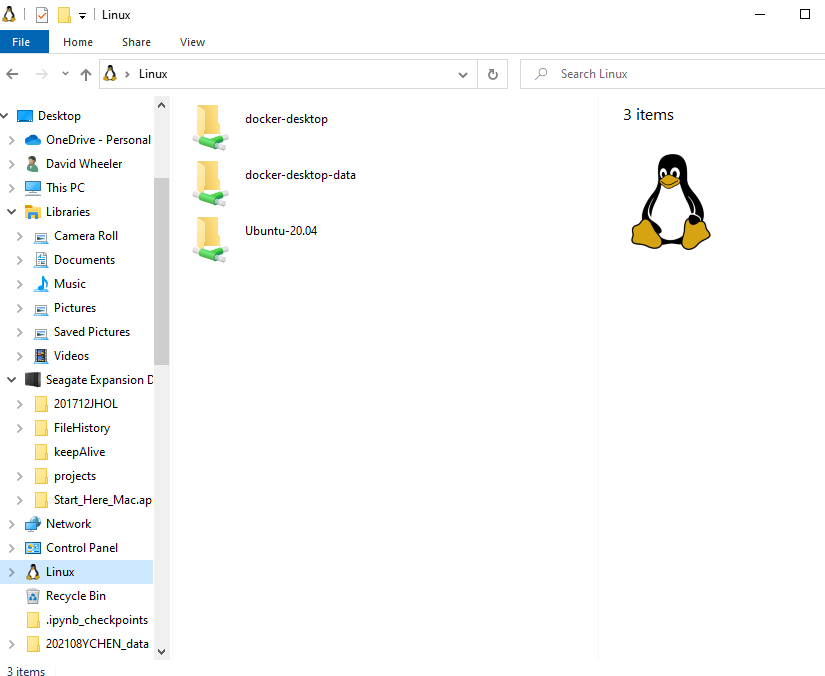 Linux
File Home Share View
Linux
Search Linux
Desktop
OneDrive - Personal
David Wheeler
This PC
Libraries
Camera Roll
Documents
Music
Pictures
Saved Pictures
Videos
Seagate Expansion D
201712JHOL
FileHistory
keepAlive
projects
Start_Here_Mac.ap
Network
Control Panel
Linux
Recycle Bin
.ipynb_checkpoints
202108YCHEN_data
docker-desktop
docker-desktop-data
Ubuntu-20.04
3 items
3 items